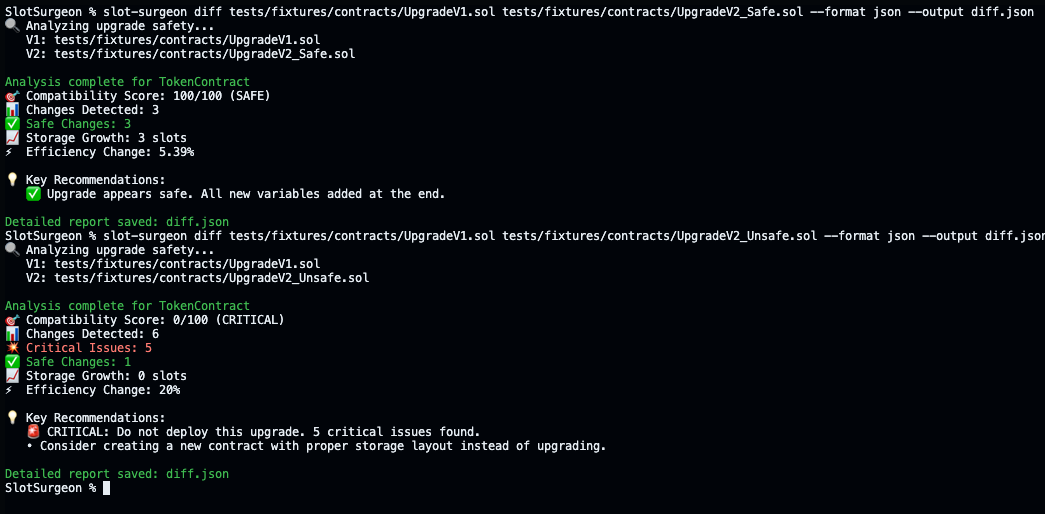 SlotSurgeon % slot-surgeon diff tests/fixtures/contracts/UpgradeV1.sol tests/fixtures/contracts/UpgradeV2_Safe.sol --format json --output diff.json
🔍 Analyzing upgrade safety...
V1: tests/fixtures/contracts/UpgradeV1.sol
V2: tests/fixtures/contracts/UpgradeV2_Safe.sol
Analysis complete for TokenContract
🎯 Compatibility Score: 100/100 (SAFE)
📊 Changes Detected: 3
✅ Safe Changes: 3
📈 Storage Growth: 3 slots
⚡ Efficiency Change: 5.39%
💡 Key Recommendations:
✅ Upgrade appears safe. All new variables added at the end.
Detailed report saved: diff.json
SlotSurgeon % slot-surgeon diff tests/fixtures/contracts/UpgradeV1.sol tests/fixtures/contracts/UpgradeV2_Unsafe.sol --format json --output diff.json
🔍 Analyzing upgrade safety...
V1: tests/fixtures/contracts/UpgradeV1.sol
V2: tests/fixtures/contracts/UpgradeV2_Unsafe.sol
Analysis complete for TokenContract
🎯 Compatibility Score: 0/100 (CRITICAL)
📊 Changes Detected: 6
💥 Critical Issues: 5
✅ Safe Changes: 1
📈 Storage Growth: 0 slots
⚡ Efficiency Change: 20%
💡 Key Recommendations:
🚨 CRITICAL: Do not deploy this upgrade. 5 critical issues found.
• Consider creating a new contract with proper storage layout instead of upgrading.
Detailed report saved: diff.json
SlotSurgeon %